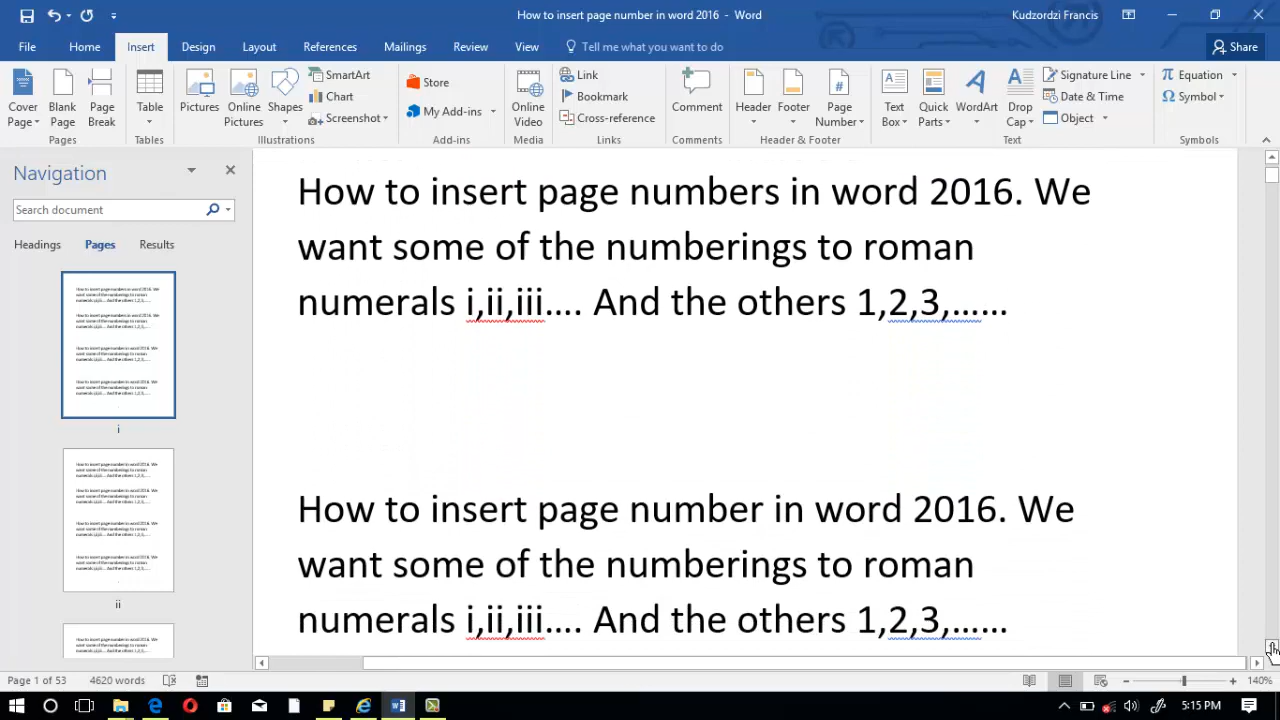 How to insert page number in word 2016 - Word
Kudzordzi Francis
File Home Insert Design Layout References Mailings Review View Tell me what you want to do Share
Cover Page
Blank Page
Page Break
Pages
Table
Tables
Pictures
Online Pictures
Shapes
SmartArt
Chart
Screenshot
Illustrations
Store
My Add-ins
Add-ins
Online Video
Media
Link
Bookmark
Cross-reference
Links
Comment
Comments
Header
Footer
Page Number
Header & Footer
Text Box
Quick Parts
WordArt
Drop Cap
Signature Line
Date & Time
Object
Text
Equation
Symbol
Symbols
Navigation
Search document
Headings Pages Results
How to insert page numbers in word 2016. We
want some of the numberings to roman
numerals i,ii,iii.... And the others 1,2,3,......
How to insert page number in word 2016. We
want some of the numberings to roman
numerals i,ii,iii.... And the others 1,2,3,......
i
ii
Page 1 of 53 4620 words
140%
5:15 PM